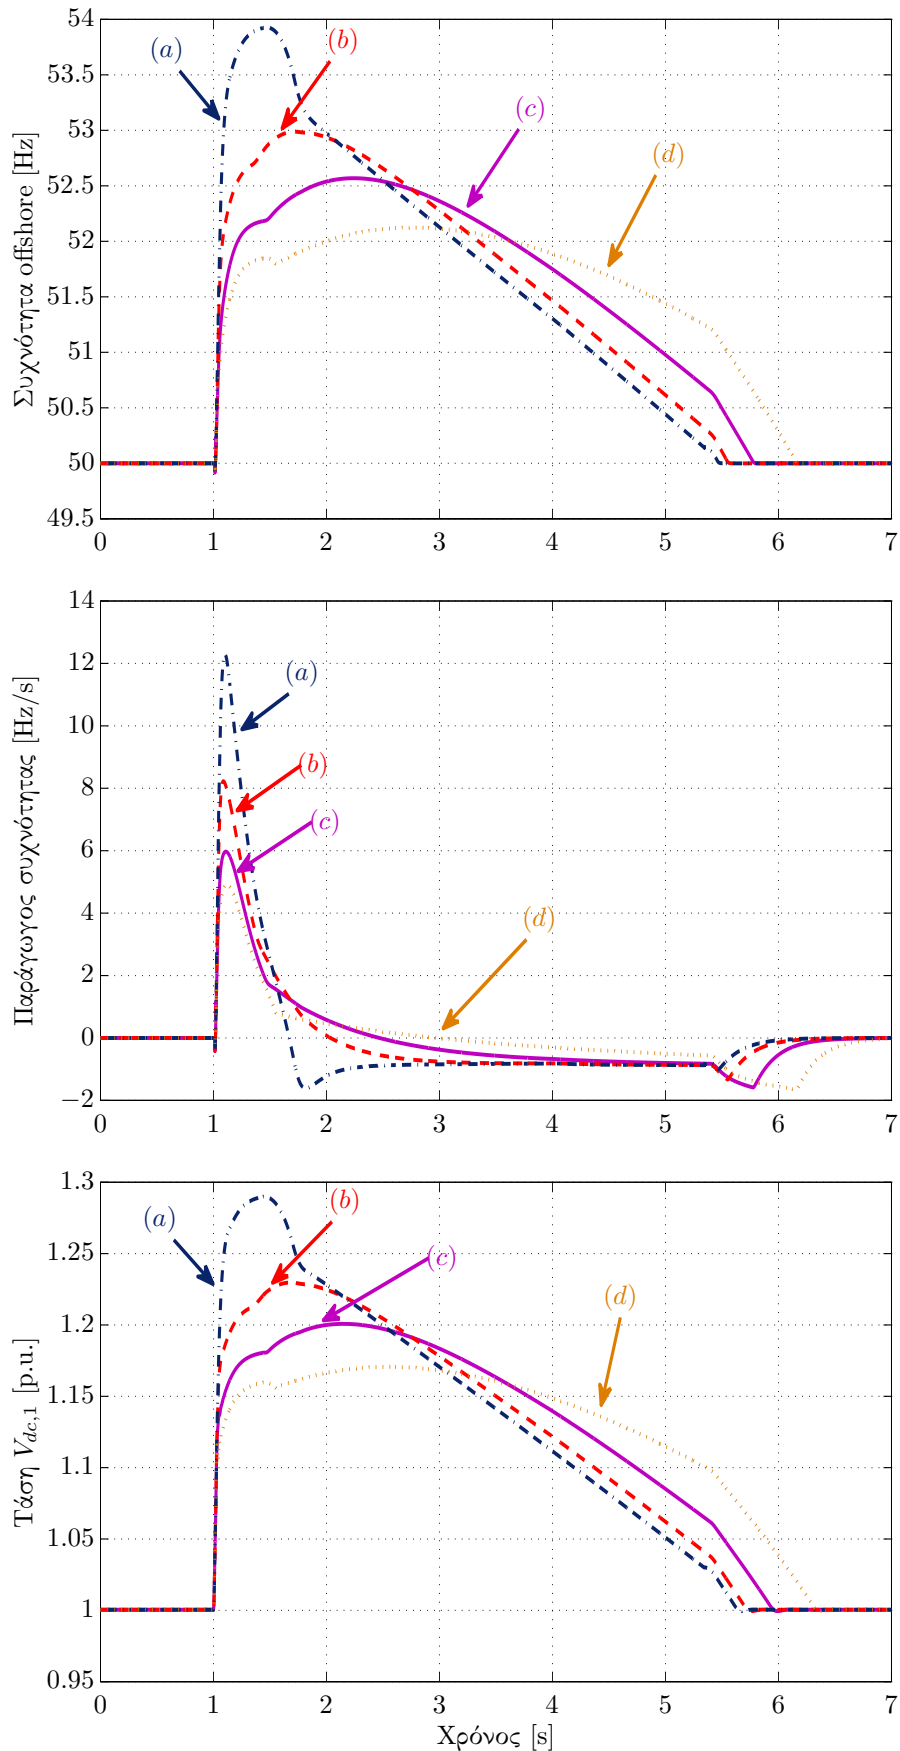 54
53.5
53
52.5
52
51.5
51
50.5
50
49.5
(a)
(b)
(c)
(d)
Συχνότητα offshore [Hz]
0 1 2 3 4 5 6 7
14
12
10
8
6
4
2
0
−2
(a)
(b)
(c)
(d)
Παράγωγος συχνότητας [Hz/s]
0 1 2 3 4 5 6 7
1.3
1.25
1.2
1.15
1.1
1.05
1
0.95
(a)
(b)
(c)
(d)
Τάση V_{dc,1} [p.u.]
0 1 2 3 4 5 6 7
Χρόνος [s]